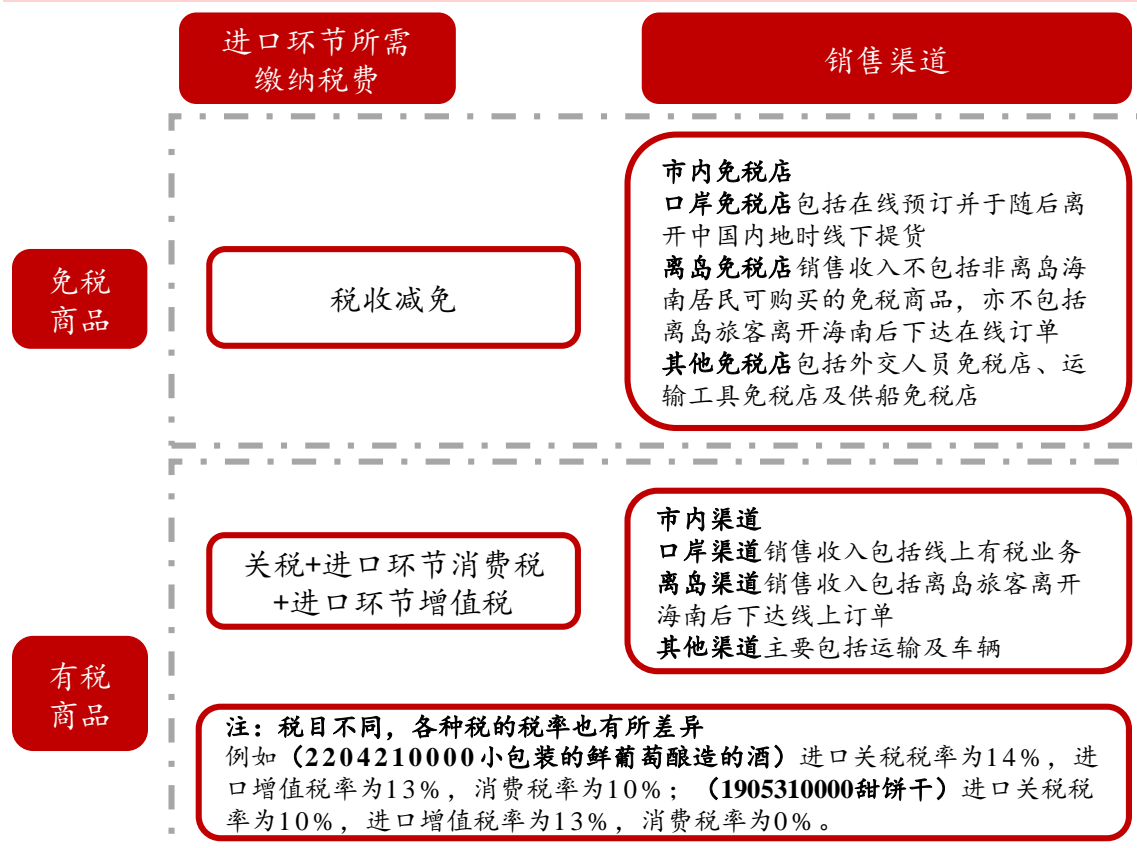 进口环节所需
缴纳税费
销售渠道
免税
商品
税收减免
市内免税店
口岸免税店包括在线预订并于随后离
开中国内地时线下提货
离岛免税店销售收入不包括非离岛海
南居民可购买的免税商品，亦不包括
离岛旅客离开海南后下达在线订单
其他免税店包括外交人员免税店、运
输工具免税店及供船免税店
有税
商品
关税+进口环节消费税
+进口环节增值税
市内渠道
口岸渠道销售收入包括线上有税业务
离岛渠道销售收入包括离岛旅客离开
海南后下达线上订单
其他渠道主要包括运输及车辆
注：税目不同，各种税的税率也有所差异
例如（2204210000小包装的鲜葡萄酿造的酒）进口关税税率为14%，进
口增值税率为13%，消费税率为10%；（1905310000甜饼干）进口关税税
率为10%，进口增值税率为13%，消费税率为0%。